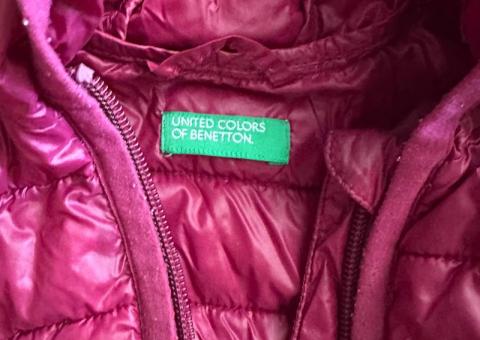 UNITED COLORS
OF BENETTON.